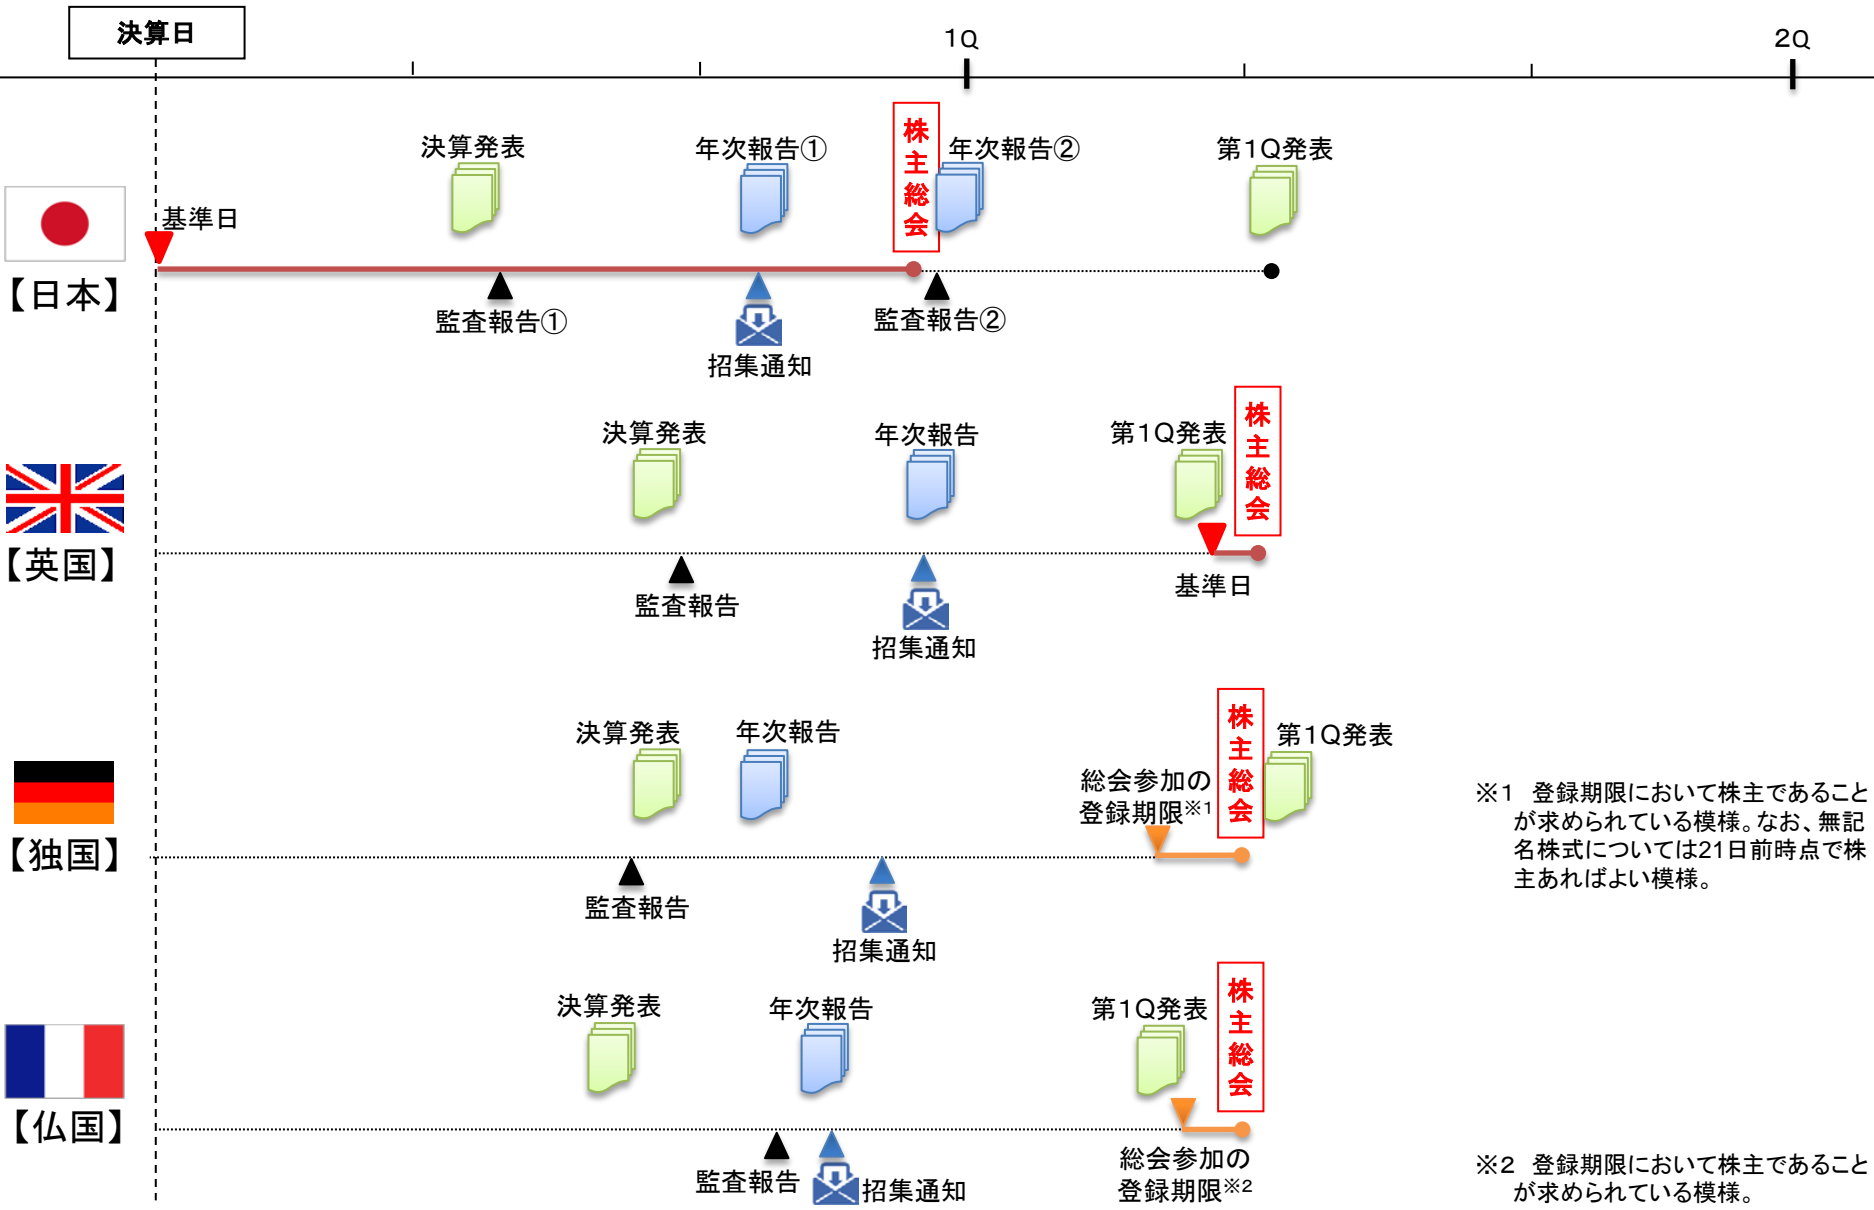 決算日
1Q
2Q
決算発表
年次報告①
株主総会
年次報告②
第1Q発表
基準日
【日本】
監査報告①
招集通知
監査報告②
決算発表
年次報告
第1Q発表
株主総会
【英国】
監査報告
招集通知
基準日
決算発表
年次報告
総会参加の
登録期限※1
株主総会
第1Q発表
【独国】
監査報告
招集通知
※1 登録期限において株主であること
が求められている模様。なお、無記
名株式については21日前時点で株
主あればよい模様。
決算発表
年次報告
第1Q発表
株主総会
【仏国】
監査報告
招集通知
総会参加の
登録期限※2
※2 登録期限において株主であること
が求められている模様。